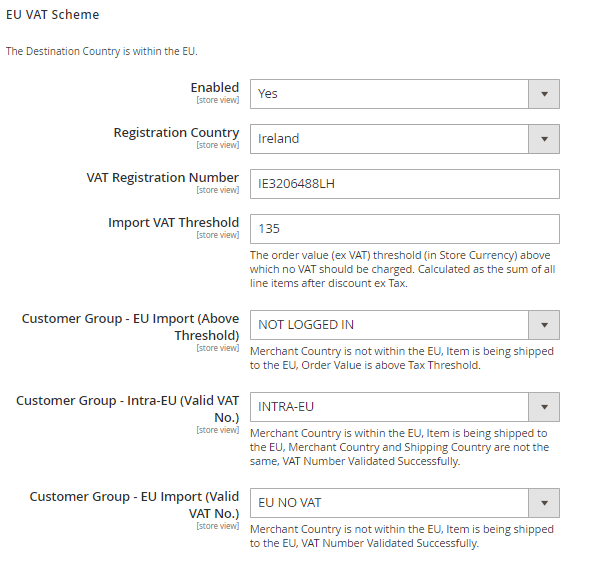 EU VAT Scheme
The Destination Country is within the EU.
Enabled
[store view]
Yes
Registration Country
[store view]
Ireland
VAT Registration Number
[store view]
IE3206488LH
Import VAT Threshold
[store view]
135
The order value (ex VAT) threshold (in Store Currency) above
which no VAT should be charged. Calculated as the sum of all
line items after discount ex Tax.
Customer Group - EU Import (Above
Threshold)
[store view]
NOT LOGGED IN
Merchant Country is not within the EU, Item is being shipped
to the EU, Order Value is above Tax Threshold.
Customer Group - Intra-EU (Valid VAT
No.)
[store view]
INTRA-EU
Merchant Country is within the EU, Item is being shipped to
the EU, Merchant Country and Shipping Country are not the
same, VAT Number Validated Successfully.
Customer Group - EU Import (Valid
VAT No.)
[store view]
EU NO VAT
Merchant Country is not within the EU, Item is being shipped
to the EU, VAT Number Validated Successfully.